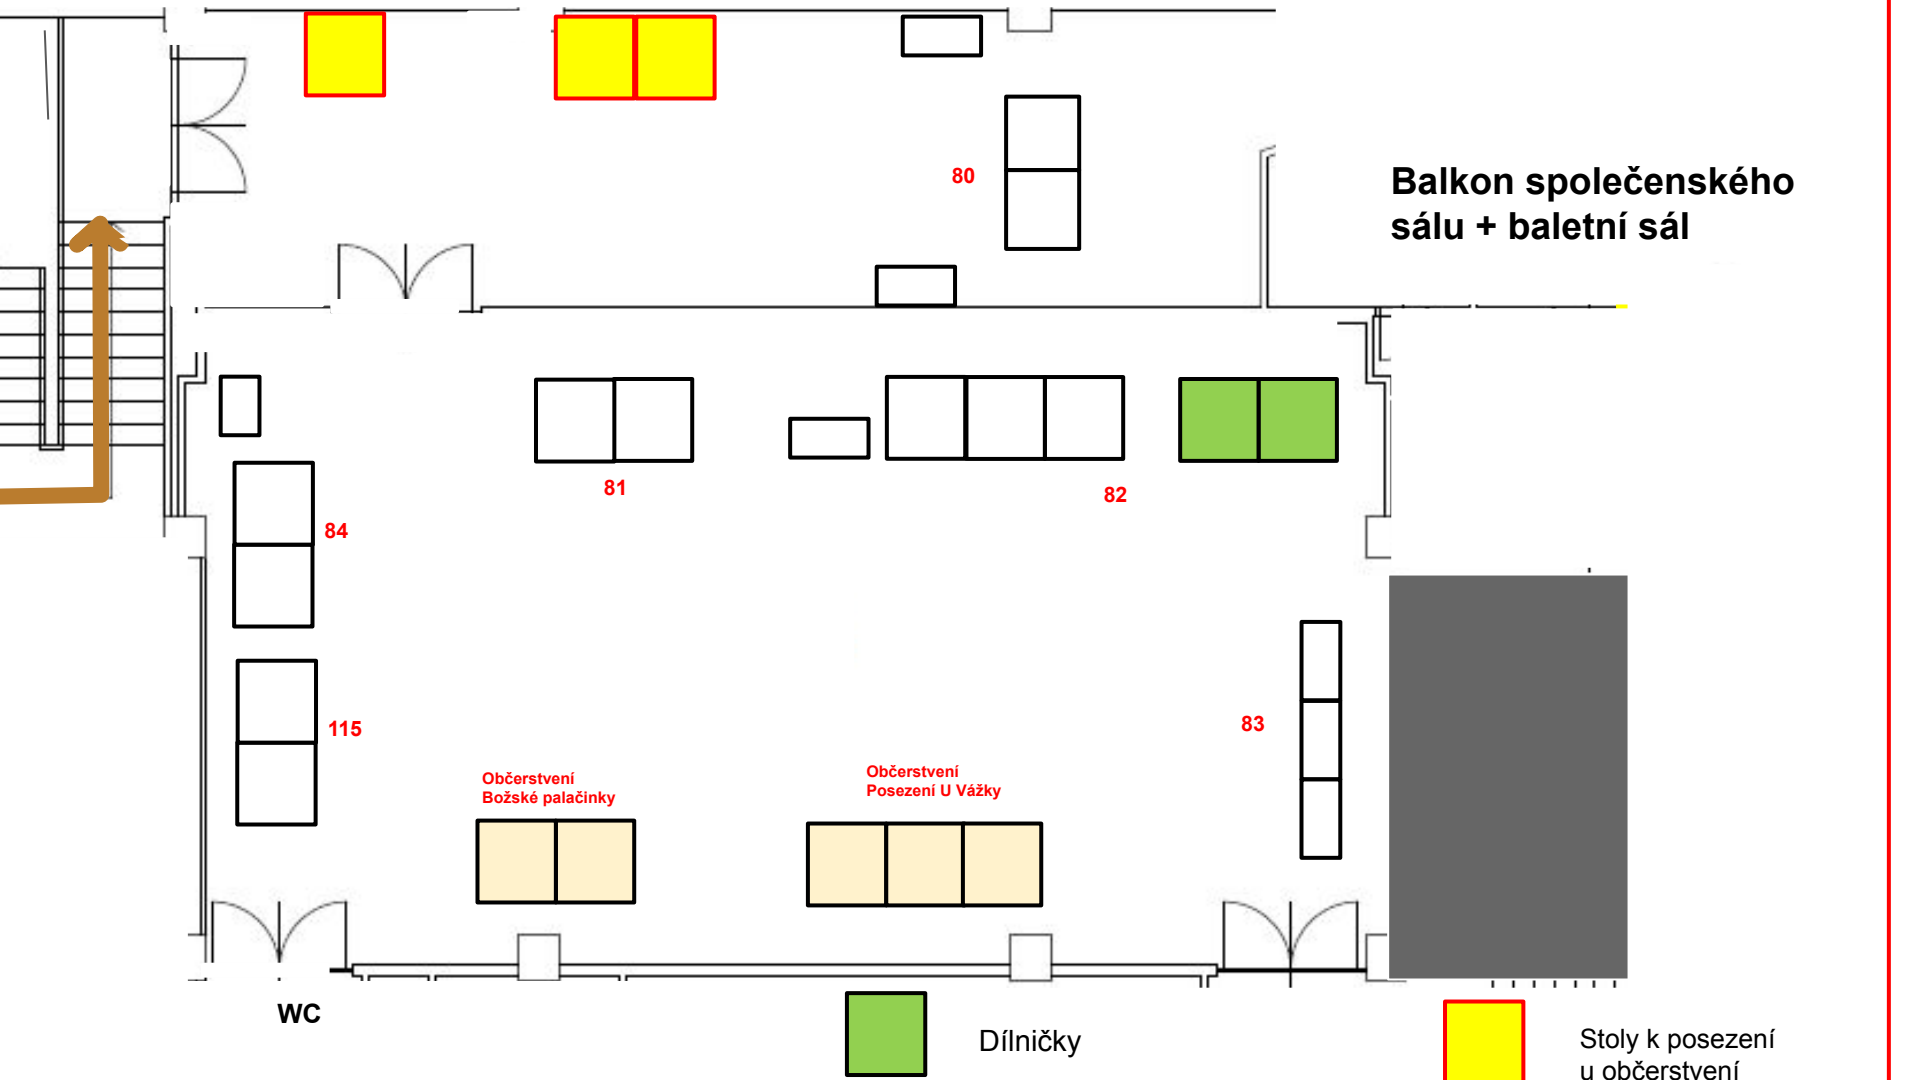 80
Balkon společenského
sálu + baletní sál
81
82
84
115
83
Občerstvení
Božské palačinky
Občerstvení
Posezení U Vážky
WC
Dílničky
Stoly k posezení
u občerstvení